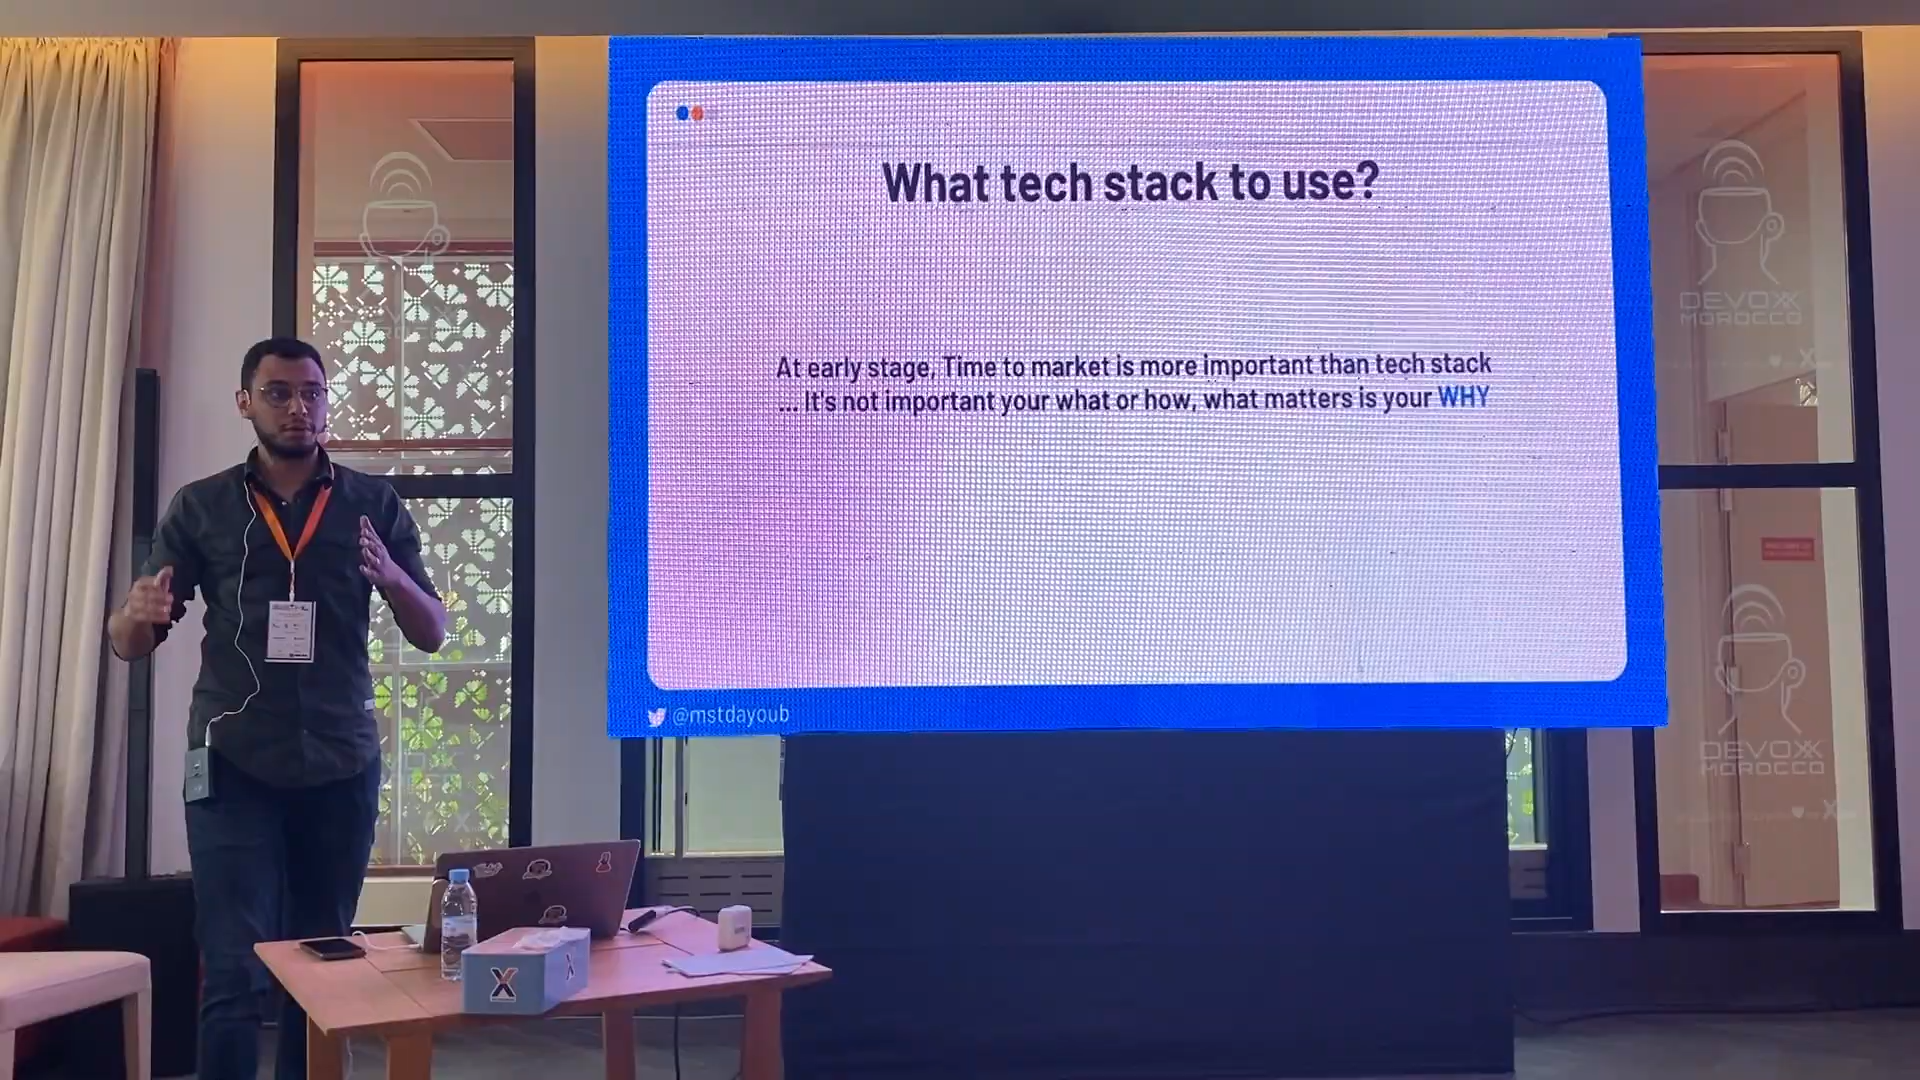 What tech stack to use?
At early stage, Time to market is more important than tech stack
... It's not important your what or how, what matters is your WHY
@mstdayoub
DEVOXX
MOROCCO
DEVOXX
MOROCCO
X